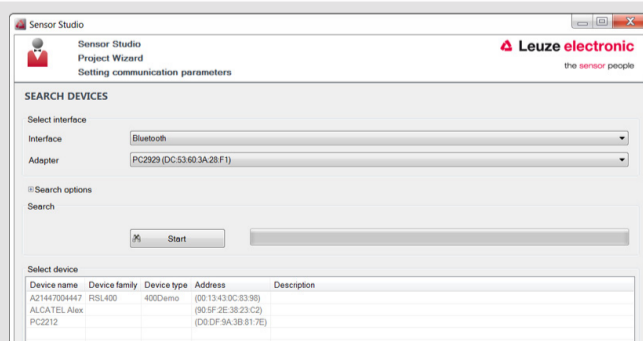 Sensor Studio
Sensor Studio
Project Wizard
Setting communication parameters
Leuze electronic
the sensor people
SEARCH DEVICES
Select interface
Interface Bluetooth
Adapter PC2929 (DC:53:60:3A:28:F1)
Search options
Search
Start
Select device
Device name Device family Device type Address Description
A21447004447 RSL400 400Demo (00:13:43:0C:83:98)
ALCATEL Alex (90:5F:2E:38:23:C2)
PC2212 (D0:DF:9A:3B:81:7E)